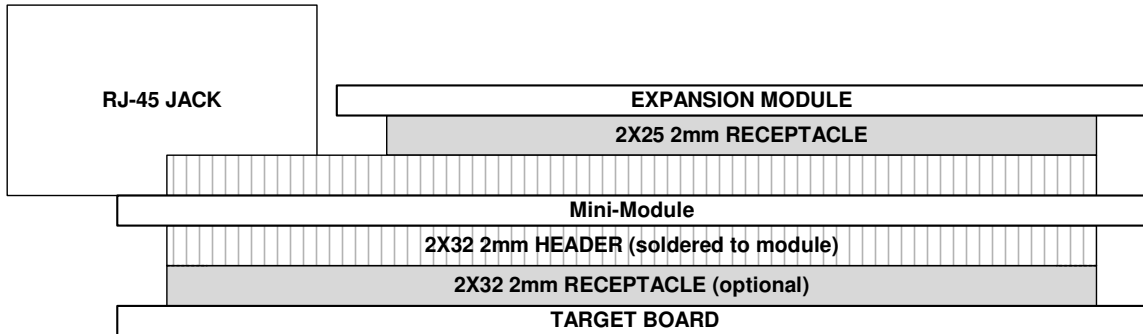 RJ-45 JACK
EXPANSION MODULE
2X25 2mm RECEPTACLE
Mini-Module
2X32 2mm HEADER (soldered to module)
2X32 2mm RECEPTACLE (optional)
TARGET BOARD